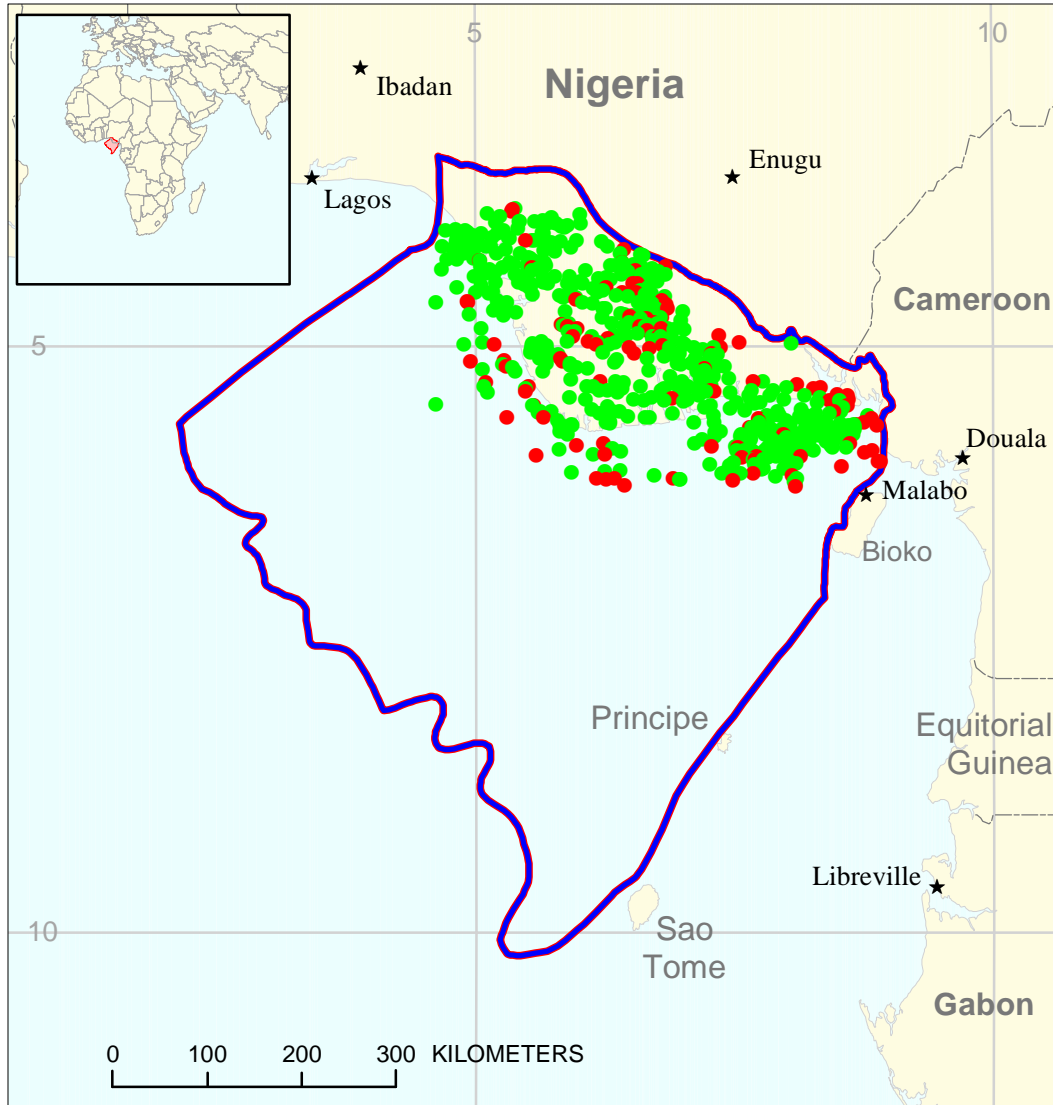 5
10
Ibadan
Nigeria
Enugu
Lagos
Cameroon
5
Douala
Malabo
Bioko
Principe
Equitorial
Guinea
Libreville
10
Sao
Tome
Gabon
0 100 200 300 KILOMETERS